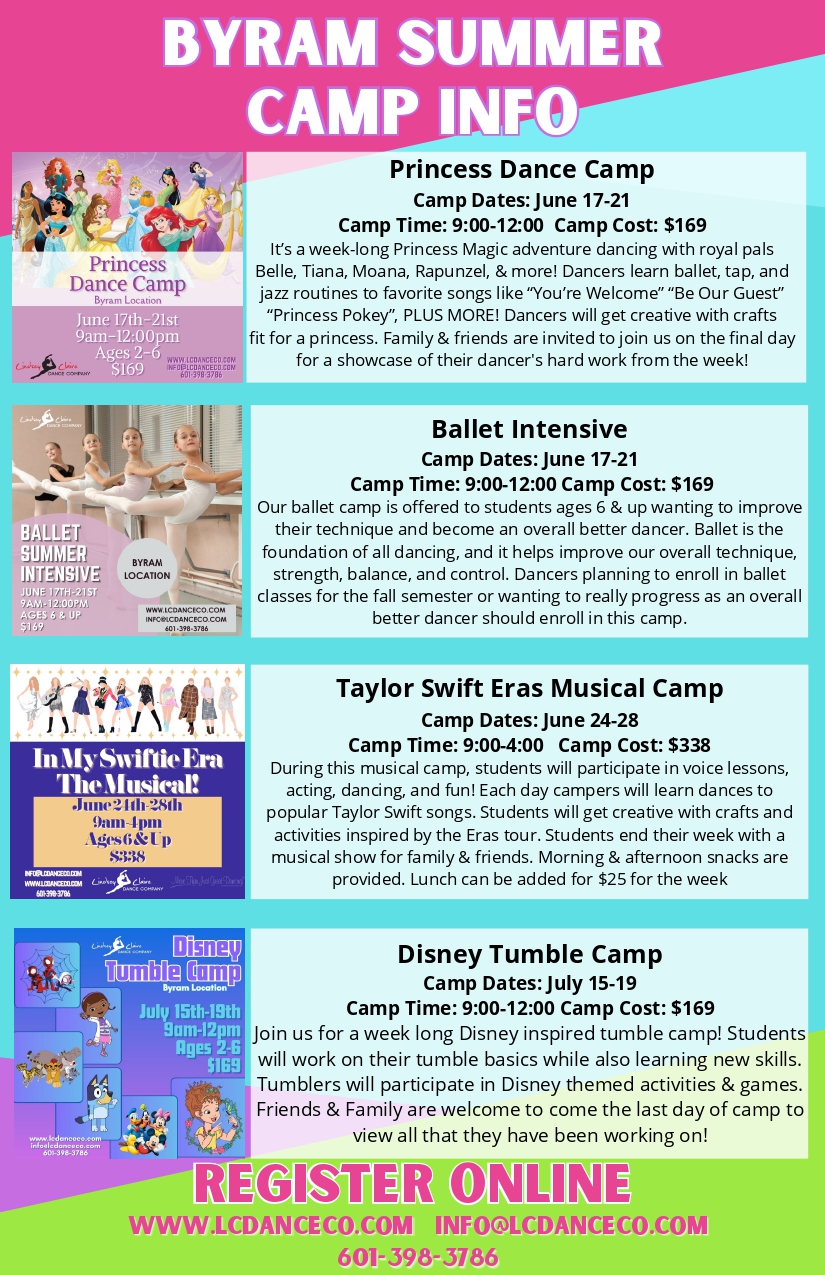 BYRAM SUMMER
CAMP INFO
Princess
Dance Camp
Byram Location
June 17th-21st
9am-12:00pm
Ages 2-6
$169
Lindsey Claire
DANCE COMPANY
WWW.LCDANCECO.COM
INFO@LCDANCECO.COM
601-398-3786
Princess Dance Camp
Camp Dates: June 17-21
Camp Time: 9:00-12:00 Camp Cost: $169
It's a week-long Princess Magic adventure dancing with royal pals
Belle, Tiana, Moana, Rapunzel, & more! Dancers learn ballet, tap, and
jazz routines to favorite songs like “You’re Welcome” “Be Our Guest”
“Princess Pokey”, PLUS MORE! Dancers will get creative with crafts
fit for a princess. Family & friends are invited to join us on the final day
for a showcase of their dancer's hard work from the week!
Lindsey Claire
DANCE COMPANY
BALLET
SUMMER
INTENSIVE
JUNE 17TH-21ST
9AM-12:00PM
AGES 6 & UP
$169
BYRAM
LOCATION
WWW.LCDANCECO.COM
INFO@LCDANCECO.COM
601-398-3786
Ballet Intensive
Camp Dates: June 17-21
Camp Time: 9:00-12:00 Camp Cost: $169
Our ballet camp is offered to students ages 6 & up wanting to improve
their technique and become an overall better dancer. Ballet is the
foundation of all dancing, and it helps improve our overall technique,
strength, balance, and control. Dancers planning to enroll in ballet
classes for the fall semester or wanting to really progress as an overall
better dancer should enroll in this camp.
In My Swiftie Era
The Musical!
June 24th-28th
9am-4pm
Ages 6 & Up
$338
INFO@LCDANCECO.COM
WWW.LCDANCECO.COM
601-398-3786
Lindsey Claire
DANCE COMPANY
More Than Just Great Dancing
Taylor Swift Eras Musical Camp
Camp Dates: June 24-28
Camp Time: 9:00-4:00 Camp Cost: $338
During this musical camp, students will participate in voice lessons,
acting, dancing, and fun! Each day campers will learn dances to
popular Taylor Swift songs. Students will get creative with crafts and
activities inspired by the Eras tour. Students end their week with a
musical show for family & friends. Morning & afternoon snacks are
provided. Lunch can be added for $25 for the week
Lindsey Claire
DANCE COMPANY
Disney
Tumble Camp
Byram Location
July 15th-19th
9am-12pm
Ages 2-6
$169
www.lcdanceco.com
info@lcdanceco.com
601-398-3786
Disney Tumble Camp
Camp Dates: July 15-19
Camp Time: 9:00-12:00 Camp Cost: $169
Join us for a week long Disney inspired tumble camp! Students
will work on their tumble basics while also learning new skills.
Tumblers will participate in Disney themed activities & games.
Friends & Family are welcome to come the last day of camp to
view all that they have been working on!
REGISTER ONLINE
WWW.LCDANCECO.COM INFO@LCDANCECO.COM
601-398-3786